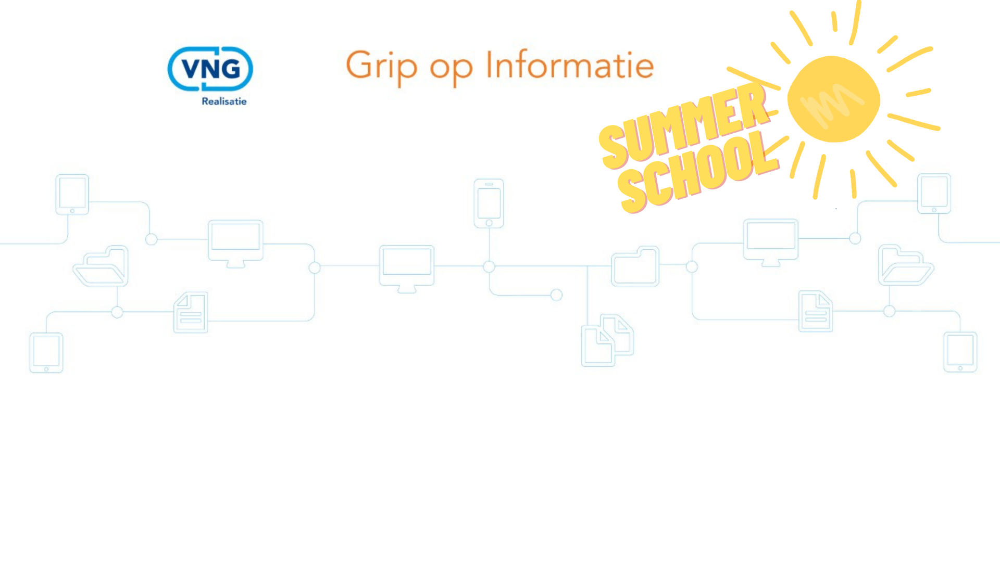 VNG
Realisatie
Grip op Informatie
SUMMER
SCHOOL